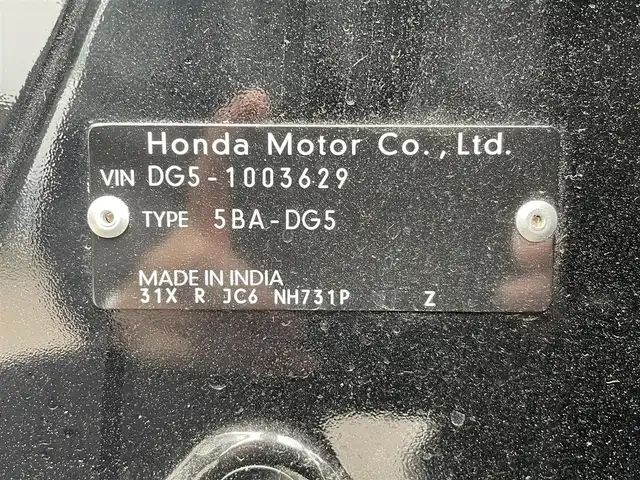 Honda Motor Co., Ltd.
VIN DG5-1003629
TYPE 5BA-DG5
MADE IN INDIA
31X R JC6 NH731P Z